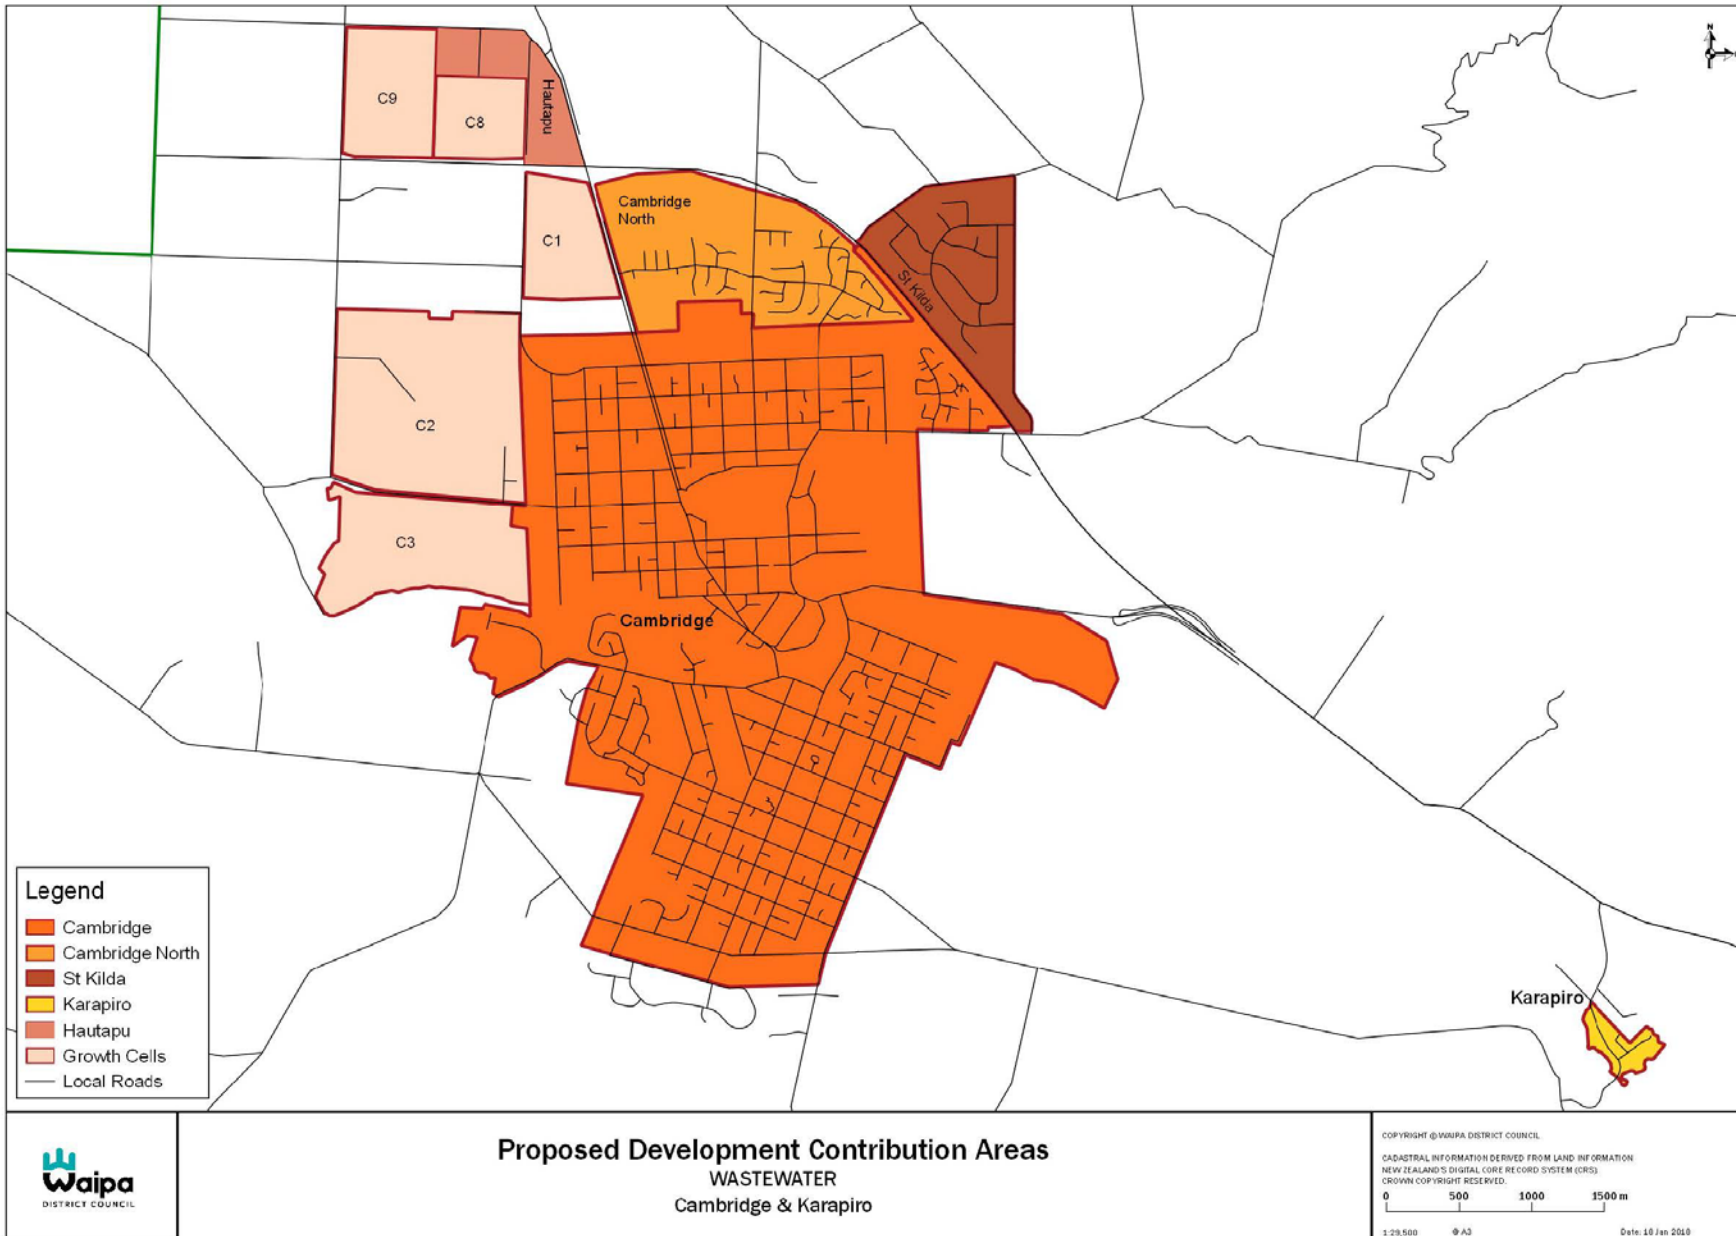 N
C9
C8
Hautapu
Cambridge
North
C1
St Kilda
C2
C3
Cambridge
Karapiro
Legend
Cambridge
Cambridge North
St Kilda
Karapiro
Hautapu
Growth Cells
Local Roads
Waipa
DISTRICT COUNCIL
Proposed Development Contribution Areas
WASTEWATER
Cambridge & Karapiro
COPYRIGHT @ WAIPA DISTRICT COUNCIL
CADASTRAL INFORMATION DERIVED FROM LAND INFORMATION
NEW ZEALAND'S DIGITAL CORE RECORD SYSTEM (CRS)
CROWN COPYRIGHT RESERVED.
0 500 1000 1500 m
@ A3